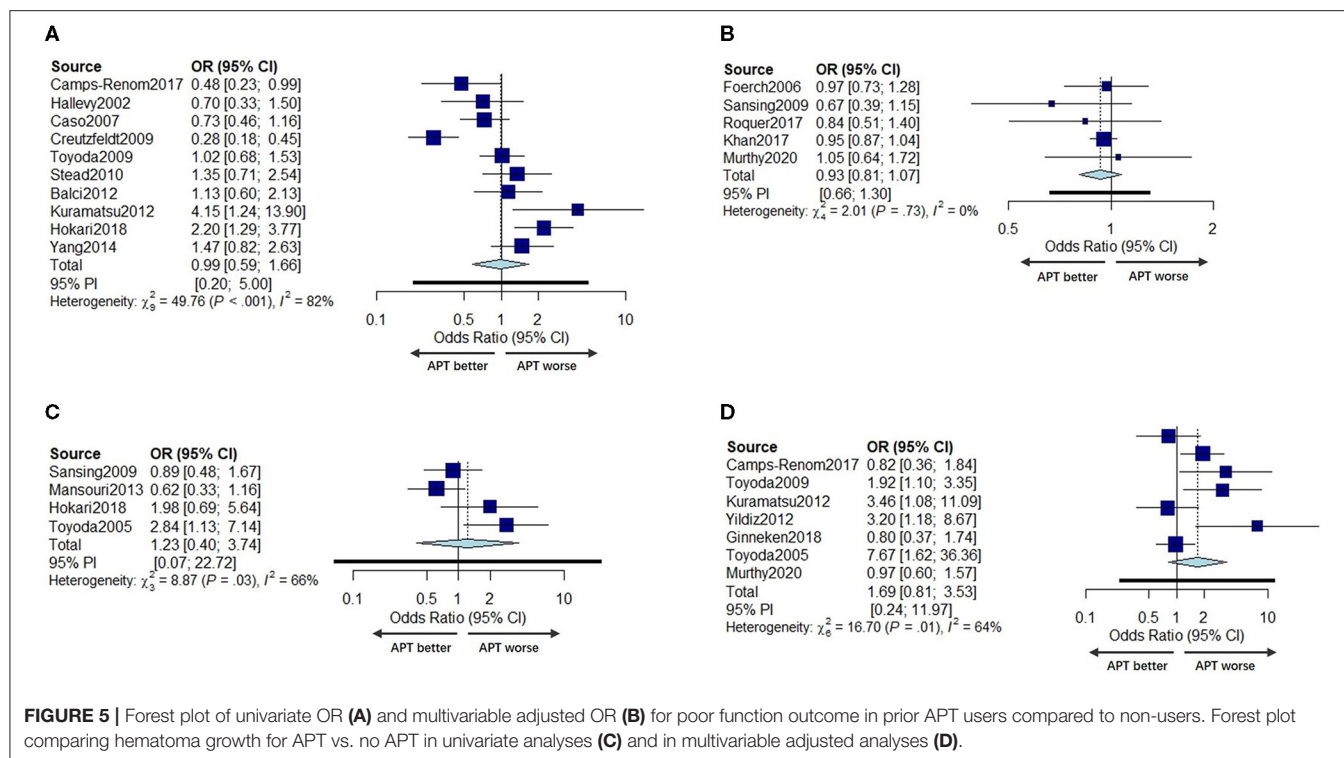 A
Source OR (95% CI)
Camps-Renom2017 0.48 [0.23; 0.99]
Hallevy2002 0.70 [0.33; 1.50]
Caso2007 0.73 [0.46; 1.16]
Creutzfeldt2009 0.28 [0.18; 0.45]
Toyoda2009 1.02 [0.68; 1.53]
Stead2010 1.35 [0.71; 2.54]
Balci2012 1.13 [0.60; 2.13]
Kuramatsu2012 4.15 [1.24; 13.90]
Hokari2018 2.20 [1.29; 3.77]
Yang2014 1.47 [0.82; 2.63]
Total 0.99 [0.59; 1.66]
95% PI [0.20; 5.00]
Heterogeneity: χ²₉ = 49.76 (P < .001), I² = 82%
0.1 0.5 1 2 10
Odds Ratio (95% CI)
APT better APT worse
B
Source OR (95% CI)
Foerch2006 0.97 [0.73; 1.28]
Sansing2009 0.67 [0.39; 1.15]
Roquer2017 0.84 [0.51; 1.40]
Khan2017 0.95 [0.87; 1.04]
Murthy2020 1.05 [0.64; 1.72]
Total 0.93 [0.81; 1.07]
95% PI [0.66; 1.30]
Heterogeneity: χ²₄ = 2.01 (P = .73), I² = 0%
0.5 1 2
Odds Ratio (95% CI)
APT better APT worse
C
Source OR (95% CI)
Sansing2009 0.89 [0.48; 1.67]
Mansouri2013 0.62 [0.33; 1.16]
Hokari2018 1.98 [0.69; 5.64]
Toyoda2005 2.84 [1.13; 7.14]
Total 1.23 [0.40; 3.74]
95% PI [0.07; 22.72]
Heterogeneity: χ²₃ = 8.87 (P = .03), I² = 66%
0.1 0.5 1 2 10
Odds Ratio (95% CI)
APT better APT worse
D
Source OR (95% CI)
Camps-Renom2017 0.82 [0.36; 1.84]
Toyoda2009 1.92 [1.10; 3.35]
Kuramatsu2012 3.46 [1.08; 11.09]
Yildiz2012 3.20 [1.18; 8.67]
Ginneken2018 0.80 [0.37; 1.74]
Toyoda2005 7.67 [1.62; 36.36]
Murthy2020 0.97 [0.60; 1.57]
Total 1.69 [0.81; 3.53]
95% PI [0.24; 11.97]
Heterogeneity: χ²₆ = 16.70 (P = .01), I² = 64%
0.1 0.5 1 2 10
Odds Ratio (95% CI)
APT better APT worse
FIGURE 5 | Forest plot of univariate OR (A) and multivariable adjusted OR (B) for poor function outcome in prior APT users compared to non-users. Forest plot
comparing hematoma growth for APT vs. no APT in univariate analyses (C) and in multivariable adjusted analyses (D).